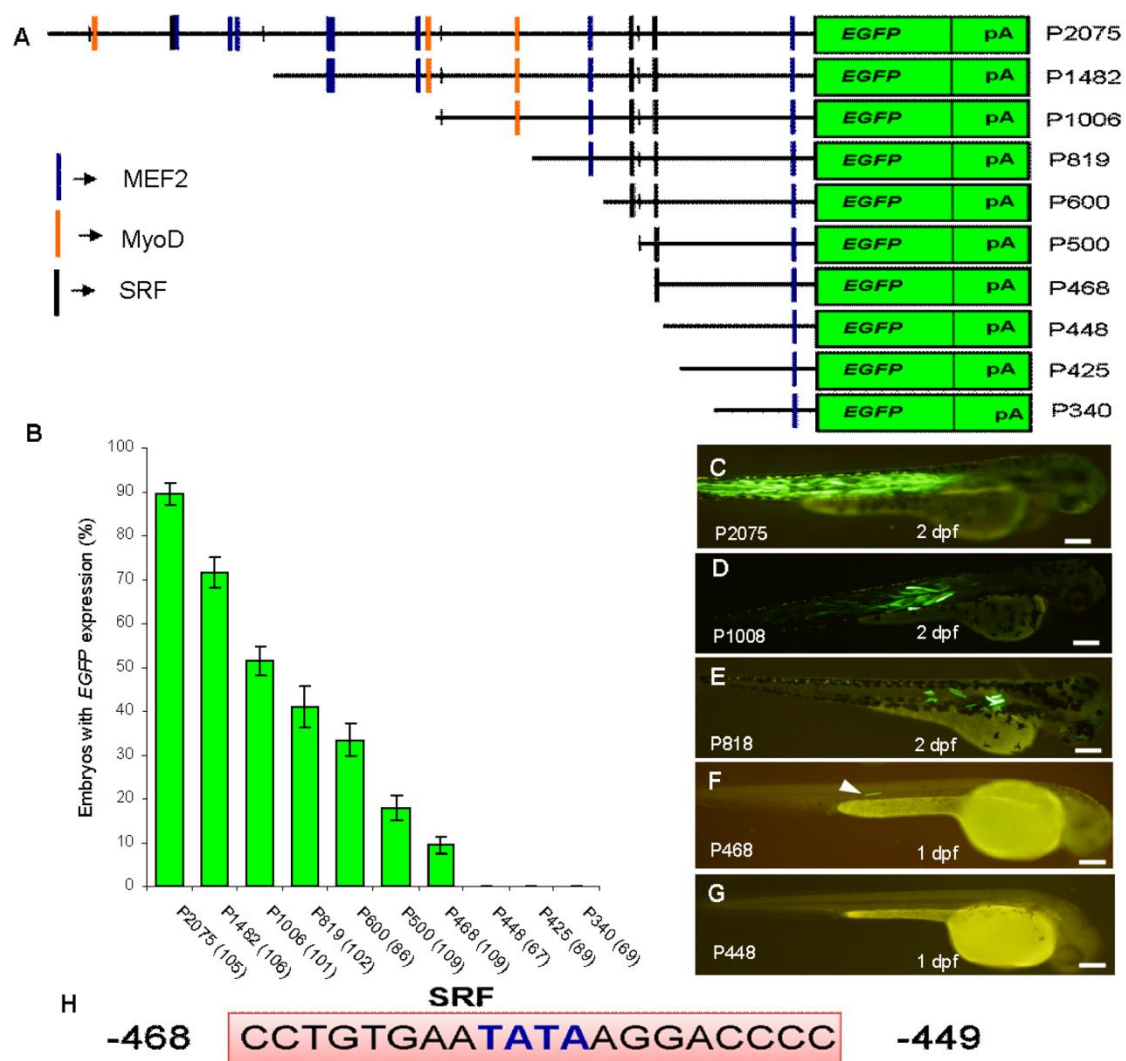 A
EGFP pA P2075
EGFP pA P1482
EGFP pA P1006
EGFP pA P819
EGFP pA P600
EGFP pA P500
EGFP pA P468
EGFP pA P448
EGFP pA P425
EGFP pA P340
MEF2
MyoD
SRF
B
Embryos with EGFP expression (%)
100
90
80
70
60
50
40
30
20
10
0
P2075 (105)
P1482 (106)
P1006 (101)
P819 (102)
P600 (86)
P500 (109)
P468 (109)
P448 (67)
P425 (89)
P340 (69)
C
P2075 2 dpf
D
P1008 2 dpf
E
P818 2 dpf
F
P468 1 dpf
G
P448 1 dpf
H
SRF
-468 CCTGTGAATATAAGGACCCC -449